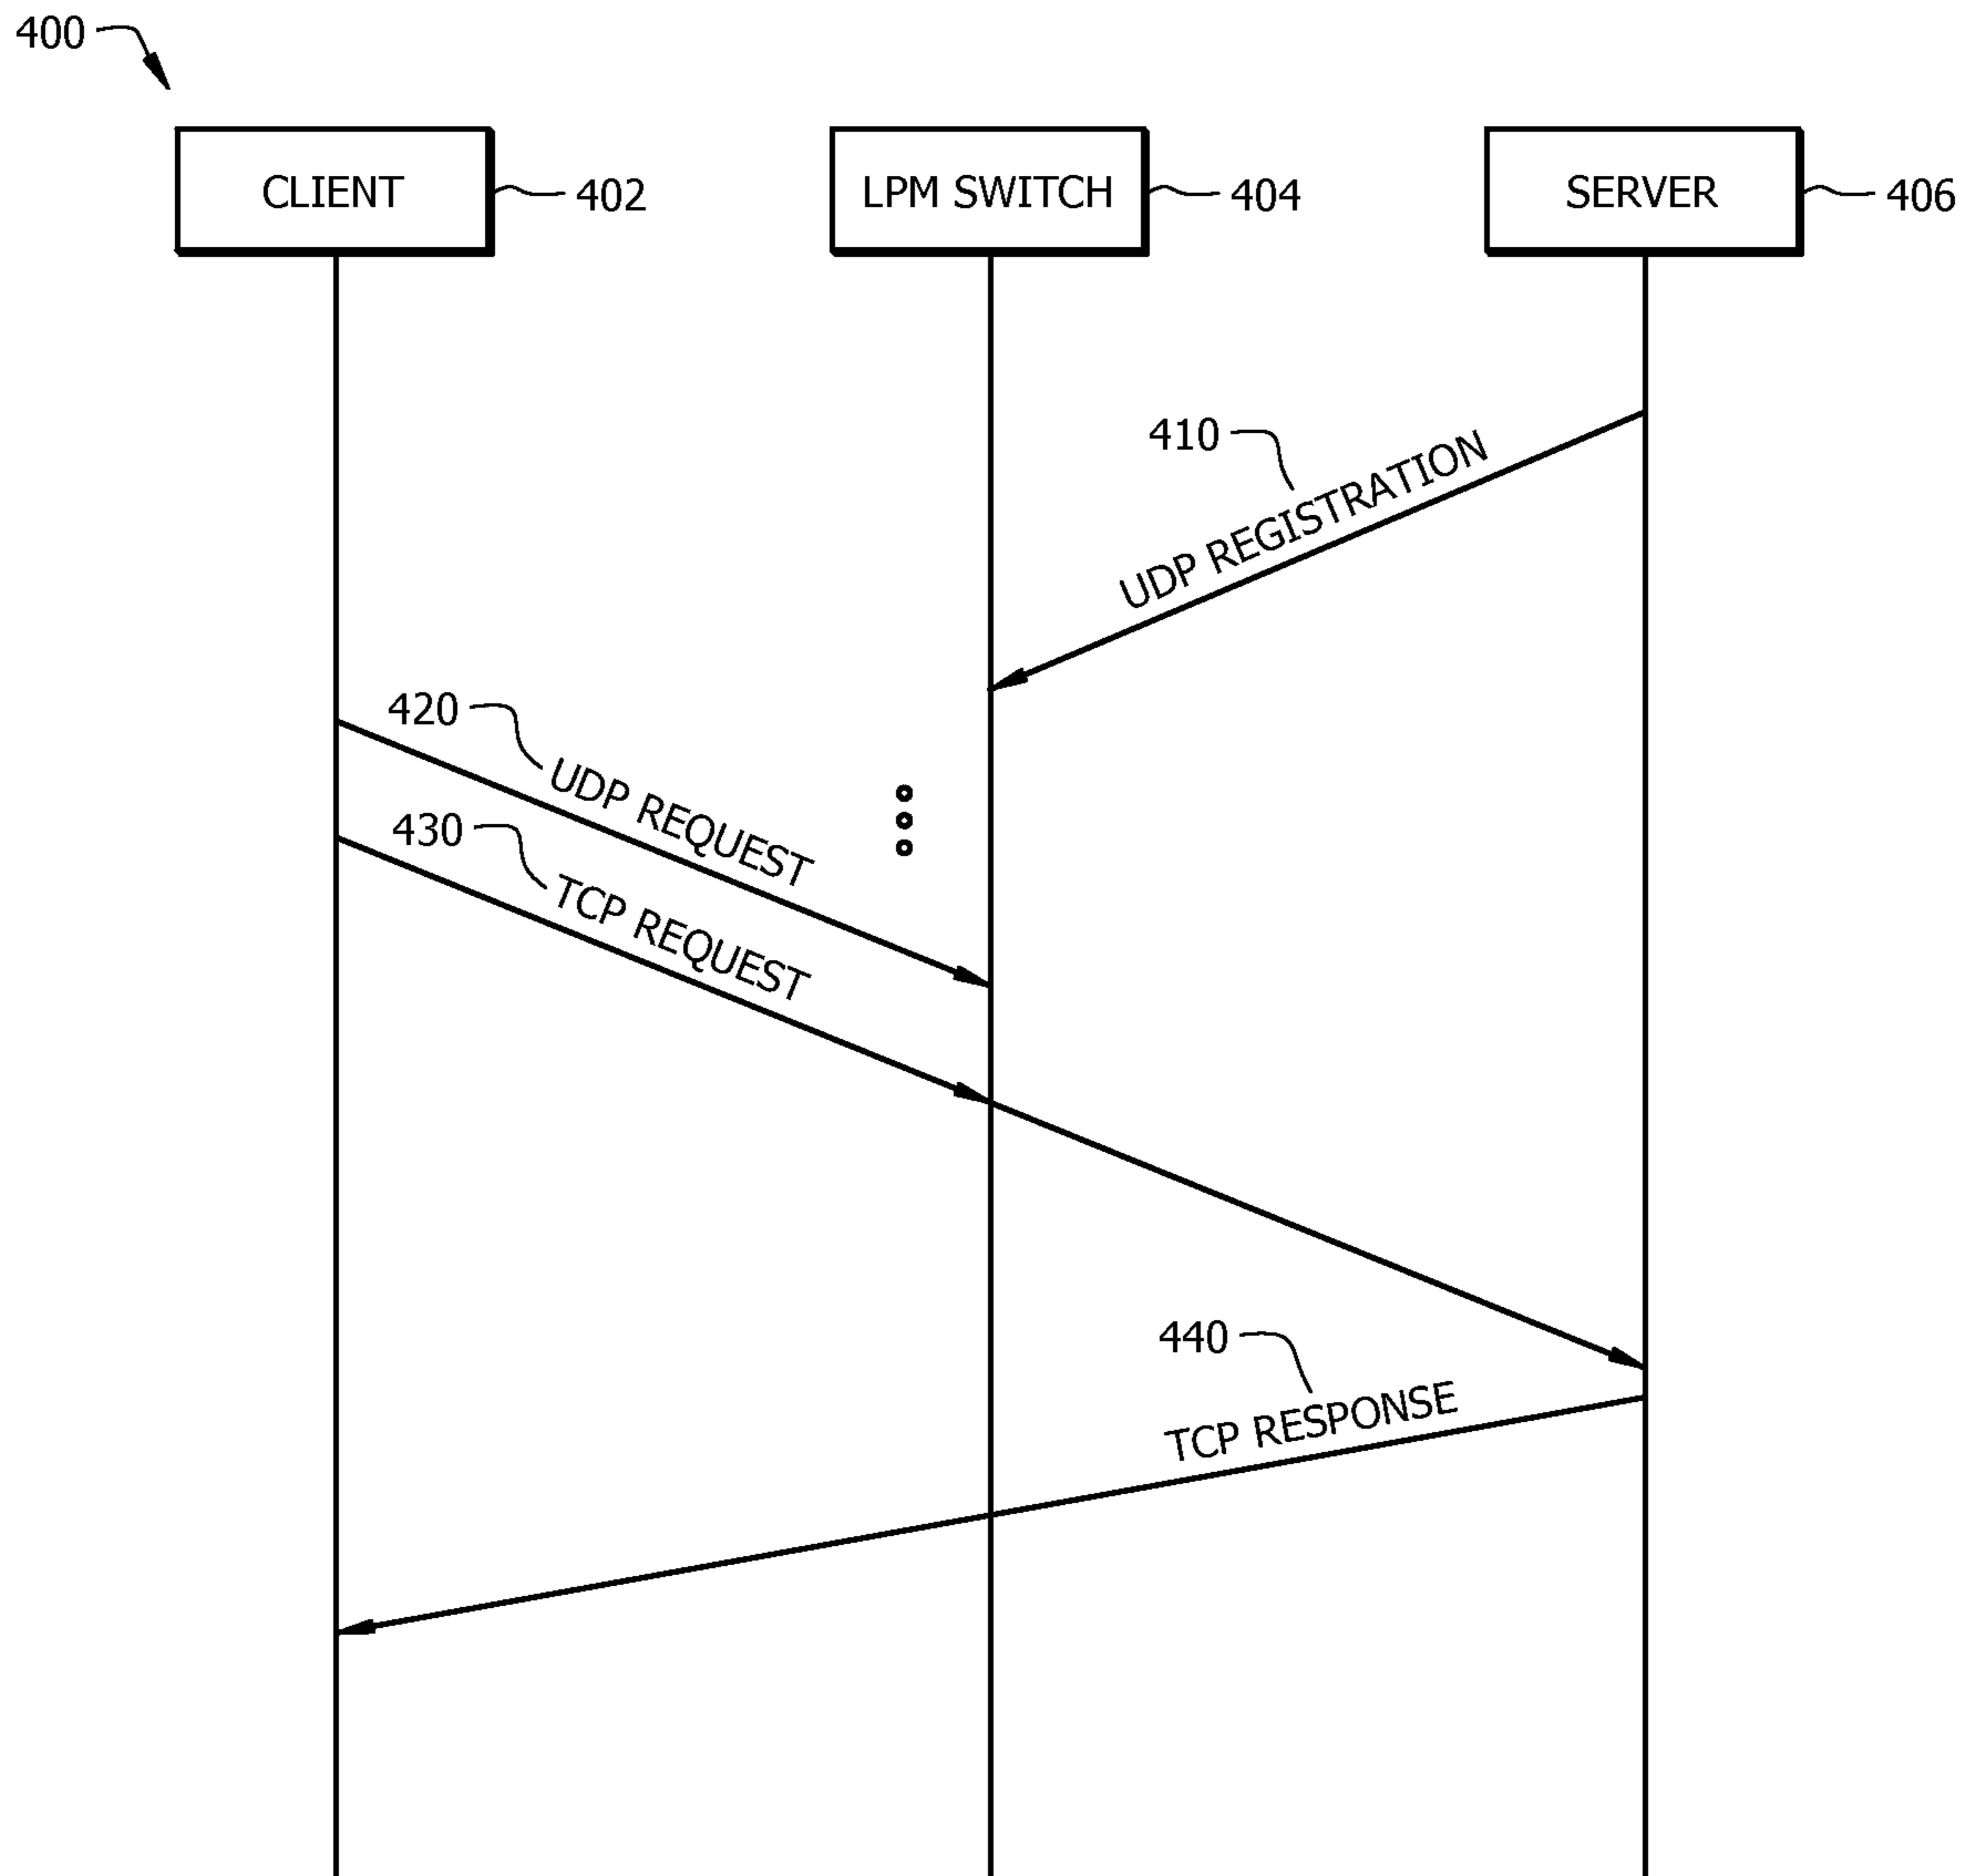 400
CLIENT
402
LPM SWITCH
404
SERVER
406
410
UDP REGISTRATION
420
UDP REQUEST
430
TCP REQUEST
440
TCP RESPONSE